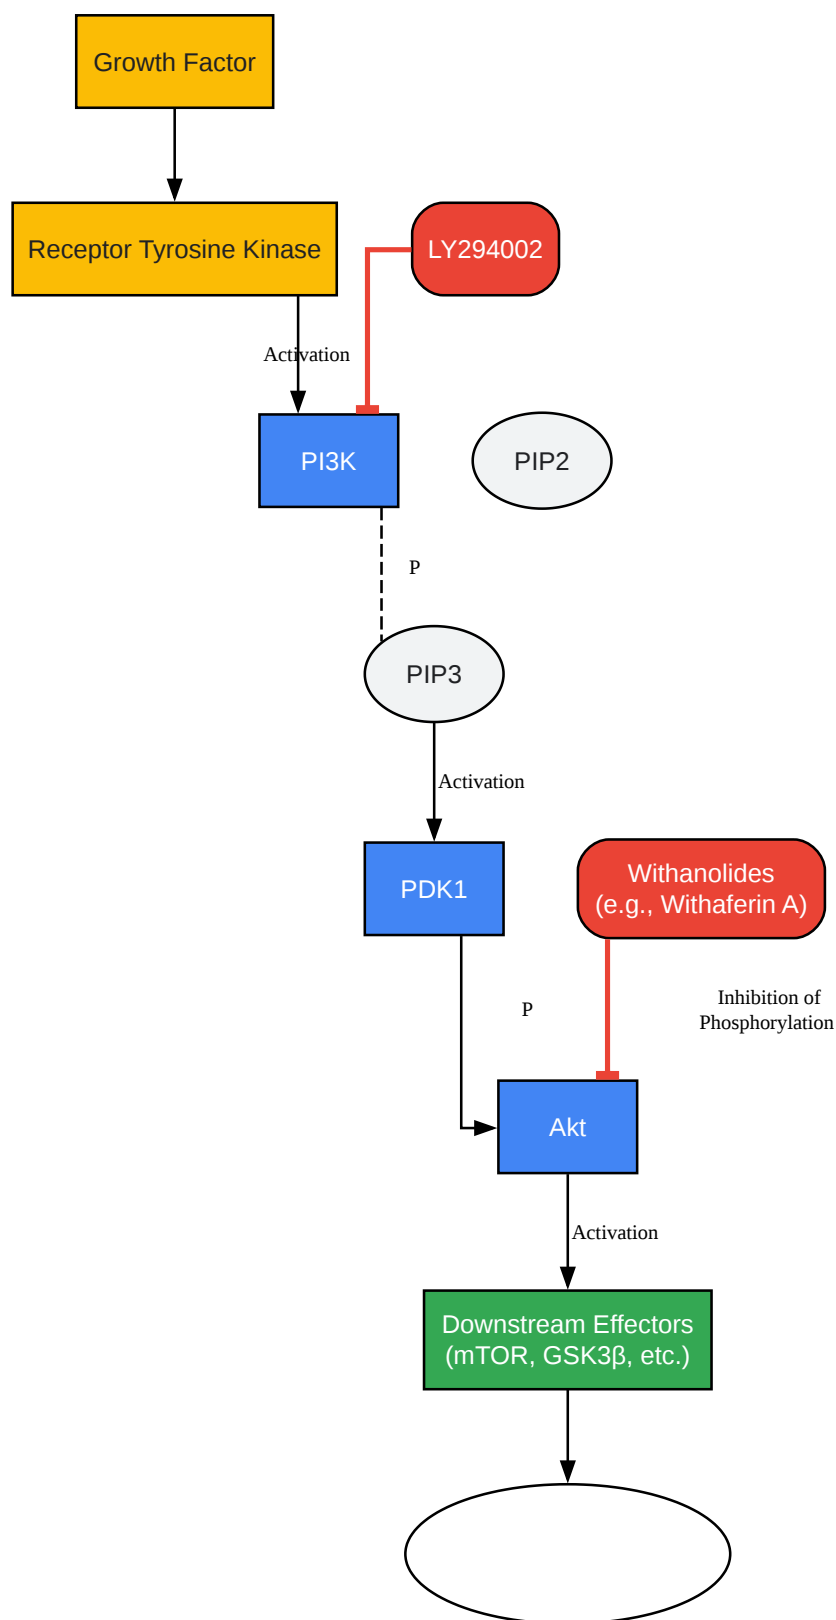 Growth Factor
Receptor Tyrosine Kinase
LY294002
Activation
PI3K
PIP2
P
PIP3
Activation
PDK1
Withanolides
(e.g., Withaferin A)
Inhibition of
Phosphorylation
P
Akt
Activation
Downstream Effectors
(mTOR, GSK3β, etc.)